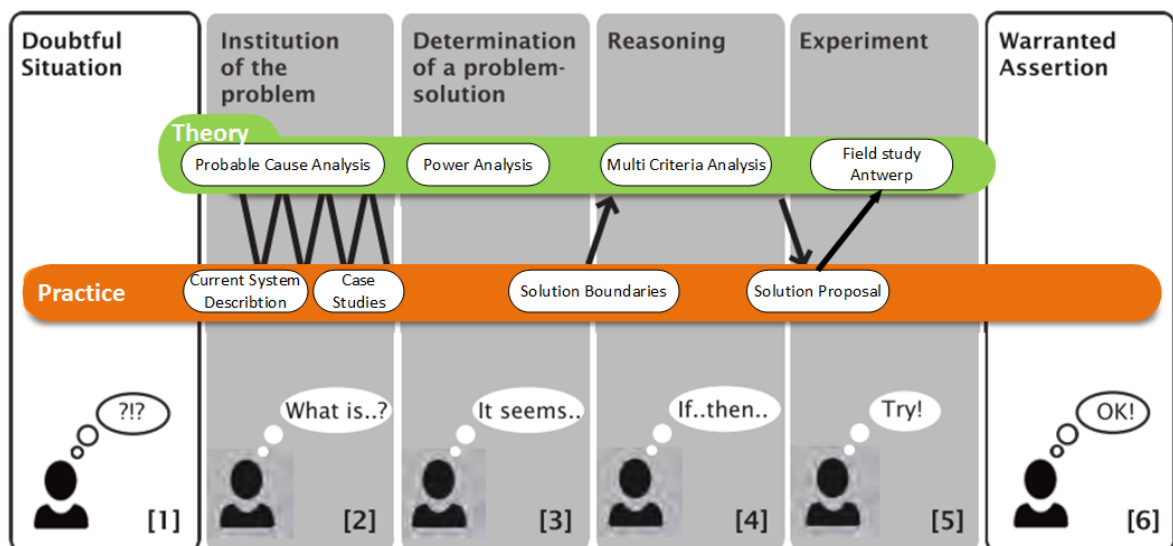 Doubtful
Situation
Institution
of the
problem
Determination
of a problem-
solution
Reasoning
Experiment
Warranted
Assertion
Theory
Probable Cause Analysis
Power Analysis
Multi Criteria Analysis
Field study
Antwerp
Practice
Current System
Describtion
Case
Studies
Solution Boundaries
Solution Proposal
?!?
What is..?
It seems..
If..then..
Try!
OK!
[1]
[2]
[3]
[4]
[5]
[6]